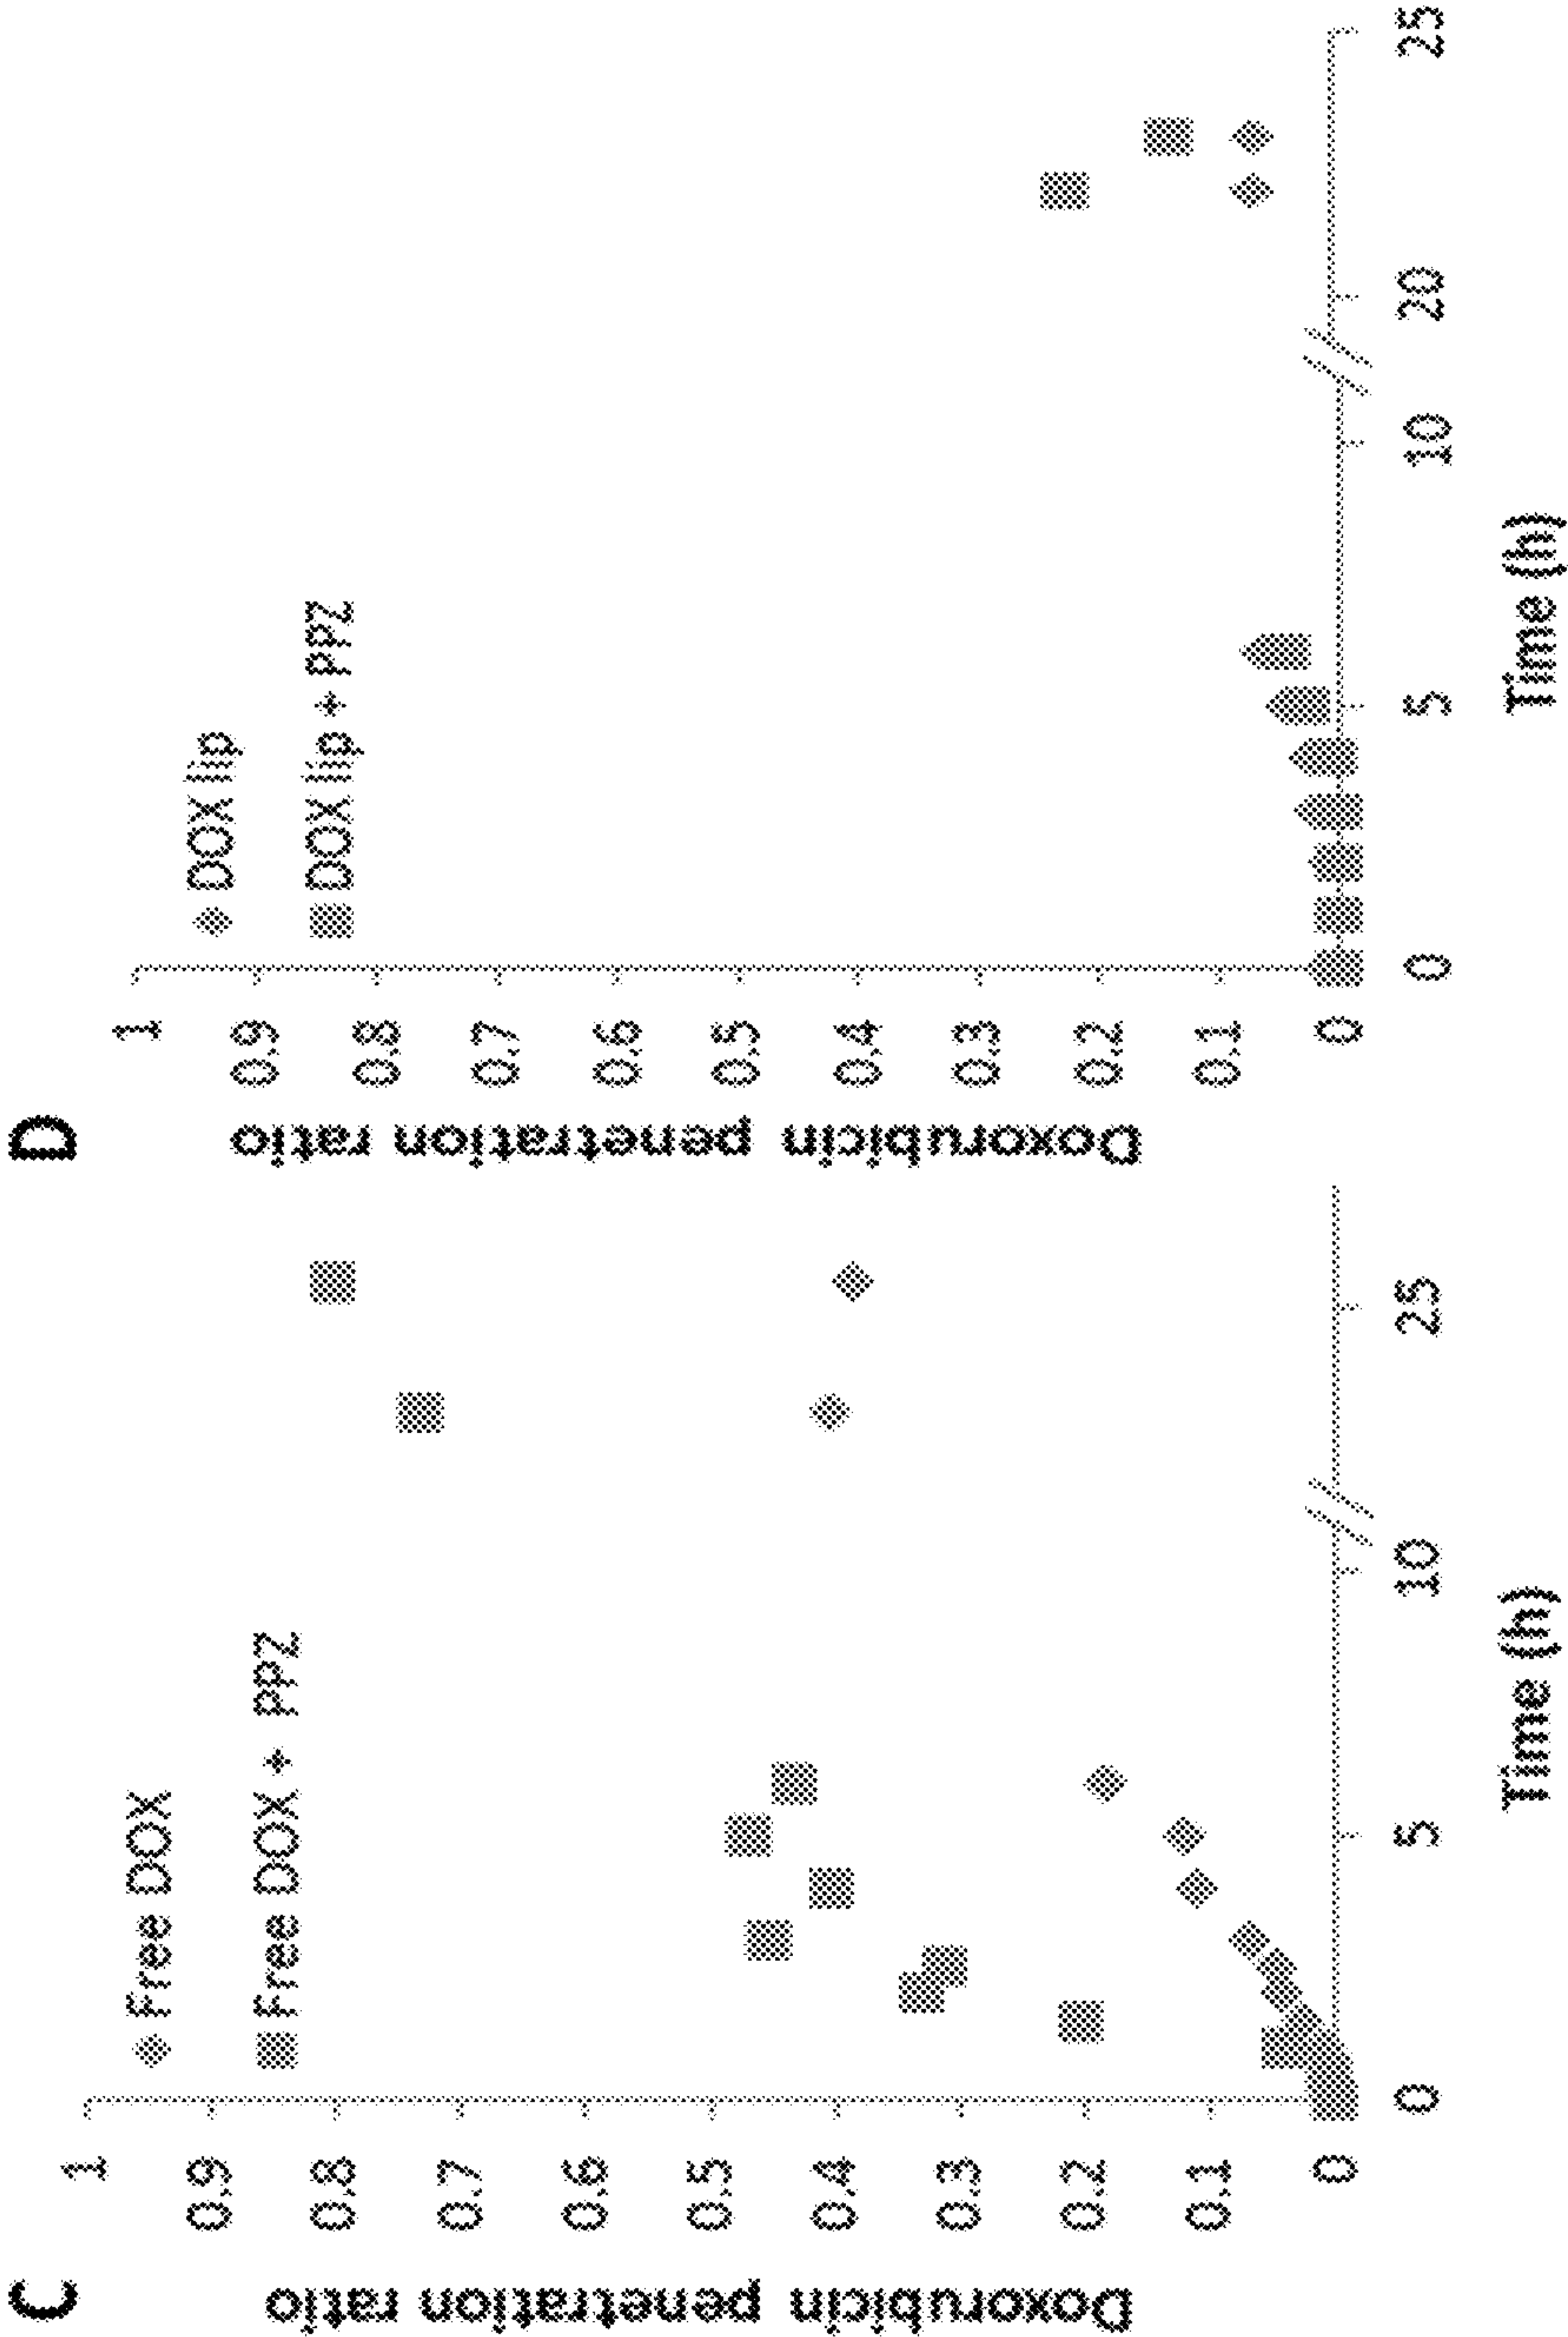 C
Doxorubicin penetration ratio
1
0.9
0.8
0.7
0.6
0.5
0.4
0.3
0.2
0.1
0
Free DOX
Free DOX + PPZ
0 5 10 25
Time (h)
D
Doxorubicin penetration ratio
1
0.9
0.8
0.7
0.6
0.5
0.4
0.3
0.2
0.1
0
DOX lip
DOX lip + PPZ
0 5 10 20 25
Time (h)